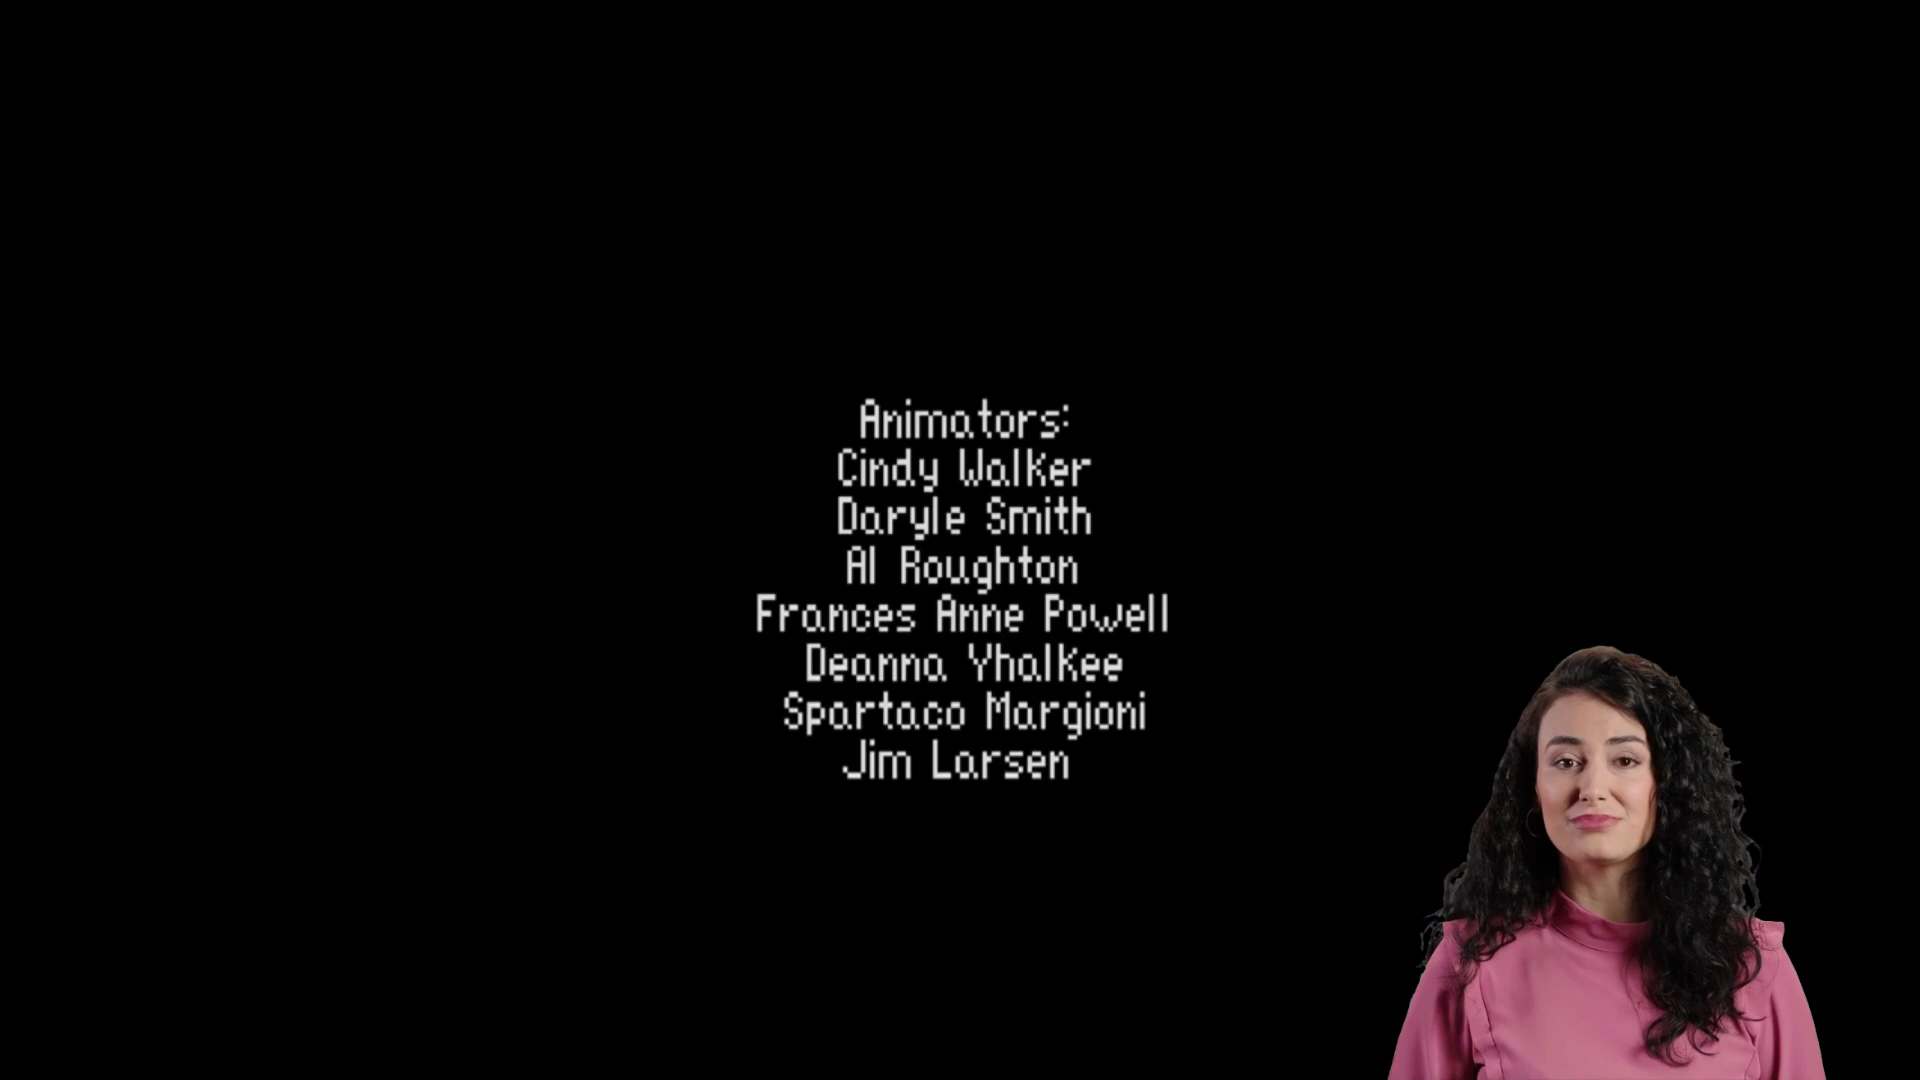 Animators:
Cindy Walker
Daryle Smith
Al Roughton
Frances Anne Powell
Deanna Yhalkee
Spartaco Margioni
Jim Larsen